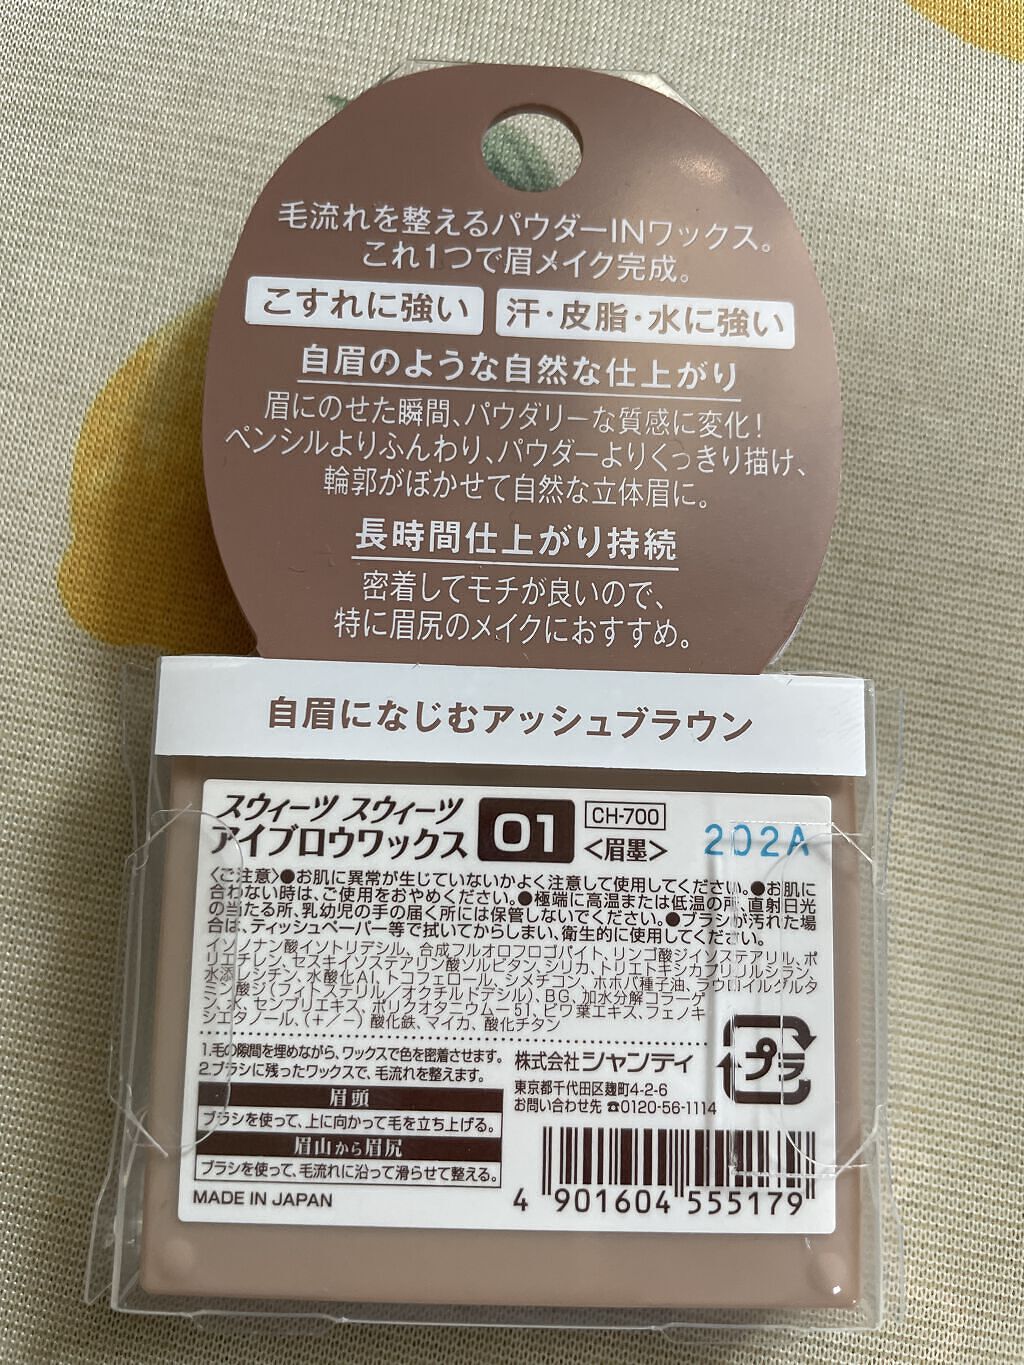 毛流れを整えるパウダーINワックス。
これ1つで眉メイク完成。
こすれに強い 汗・皮脂・水に強い
自眉のような自然な仕上がり
眉にのせた瞬間、パウダリーな質感に変化!
ペンシルよりふんわり、パウダーよりくっきり描け、
輪郭がぼかせて自然な立体眉に。
長時間仕上がり持続
密着してモチが良いので、
特に眉尻のメイクにおすすめ。
自眉になじむアッシュブラウン
スウィーツ スウィーツ
アイブロウワックス 01 CH-700 <眉墨> 202A
〈ご注意〉●お肌に異常が生じていないかよく注意して使用してください。●お肌に
合わない時は、ご使用をおやめください。●極端に高温または低温の所、直射日光
の当たる所、乳幼児の手の届く所には保管しないでください。●ブラシが汚れた場
合は、ティッシュペーパー等で拭いてからしまい、衛生的に使用してください。
イソノナン酸イソトリデシル、合成フルオロフロゴパイト、リンゴ酸ジイソステアリル、ポ
リエチレン、セスキイソステアリン酸ソルビタン、シリカ、トリエトキシカプリリルシラン、
水添レシチン、水酸化Al、トコフェロール、ジメチコン、ホホバ種子油、ラウロイルグルタ
ミン酸ジ(フィトステリル/オクチルドデシル)、BG、加水分解コラーゲ
ン、水、センブリエキス、ポリクオタニウム-51、ビワ葉エキス、フェノキ
シエタノール、(+/-)酸化鉄、マイカ、酸化チタン
1.毛の隙間を埋めながら、ワックスで色を密着させます。
2.ブラシに残ったワックスで、毛流れを整えます。
眉頭
ブラシを使って、上に向かって毛を立ち上げる。
眉山から眉尻
ブラシを使って、毛流れに沿って滑らせて整える。
MADE IN JAPAN
株式会社シャンティ
東京都千代田区麹町4-2-6
お問い合わせ先 ☎0120-56-1114
プラ
4 901604 555179